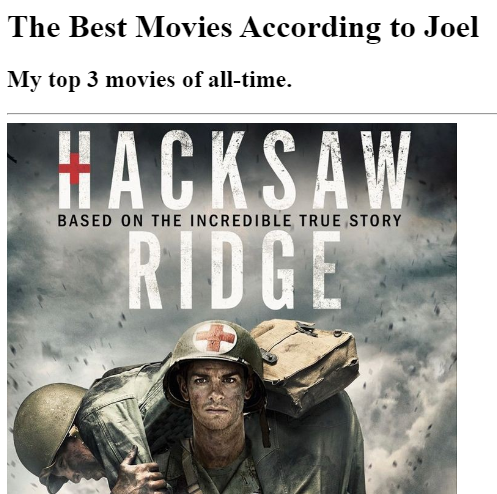 The Best Movies According to Joel
My top 3 movies of all-time.
HACKSAW
BASED ON THE INCREDIBLE TRUE STORY
RIDGE